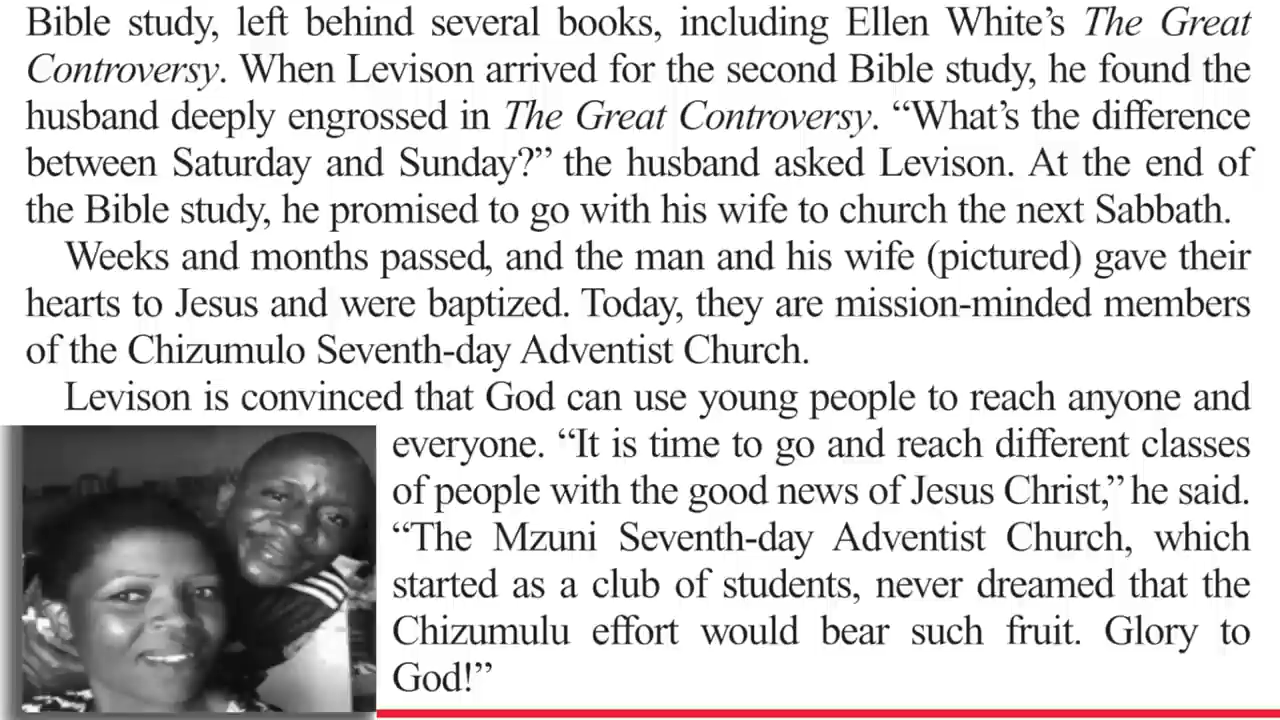 Bible study, left behind several books, including Ellen White’s The Great
Controversy. When Levison arrived for the second Bible study, he found the
husband deeply engrossed in The Great Controversy. “What’s the difference
between Saturday and Sunday?” the husband asked Levison. At the end of
the Bible study, he promised to go with his wife to church the next Sabbath.
Weeks and months passed, and the man and his wife (pictured) gave their
hearts to Jesus and were baptized. Today, they are mission-minded members
of the Chizumulo Seventh-day Adventist Church.
Levison is convinced that God can use young people to reach anyone and
everyone. “It is time to go and reach different classes
of people with the good news of Jesus Christ,” he said.
“The Mzuni Seventh-day Adventist Church, which
started as a club of students, never dreamed that the
Chizumulu effort would bear such fruit. Glory to
God!”